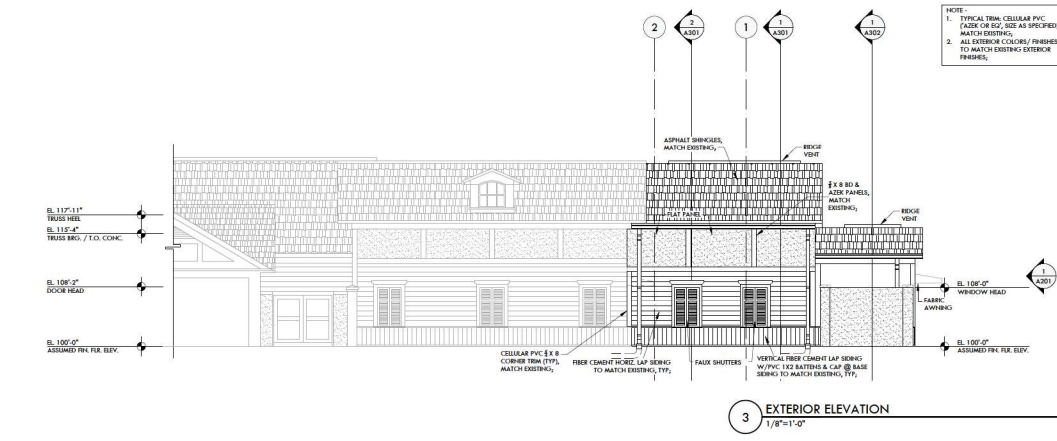 NOTE -
1. TYPICAL TRIM: CELLULAR PVC
('AZEK OR EQ', SIZE AS SPECIFIED)
MATCH EXISTING;
2. ALL EXTERIOR COLORS/ FINISHES
TO MATCH EXISTING EXTERIOR
FINISHES;
2
2
A301
1
1
A301
1
A302
ASPHALT SHINGLES,
MATCH EXISTING,
RIDGE
VENT
X 8 BD &
AZEK PANELS,
MATCH
EXISTING;
FLAT PANEL
RIDGE
VENT
EL. 117'-11"
TRUSS HEEL
EL. 115'-4"
TRUSS BRG. / T.O. CONC.
EL. 108'-2"
DOOR HEAD
EL. 100'-0"
ASSUMED FIN. FLR. ELEV.
EL. 108'-0"
WINDOW HEAD
1
A201
FABRIC
AWNING
EL. 100'-0"
ASSUMED FIN. FLR. ELEV.
CELLULAR PVC X 8
CORNER TRIM (TYP),
MATCH EXISTING;
FIBER CEMENT HORIZ. LAP SIDING
TO MATCH EXISTING, TYP;
FAUX SHUTTERS
VERTICAL FIBER CEMENT LAP SIDING
W/PVC 1X2 BATTENS & CAP @ BASE
SIDING TO MATCH EXISTING, TYP;
3
EXTERIOR ELEVATION
1/8"=1'-0"